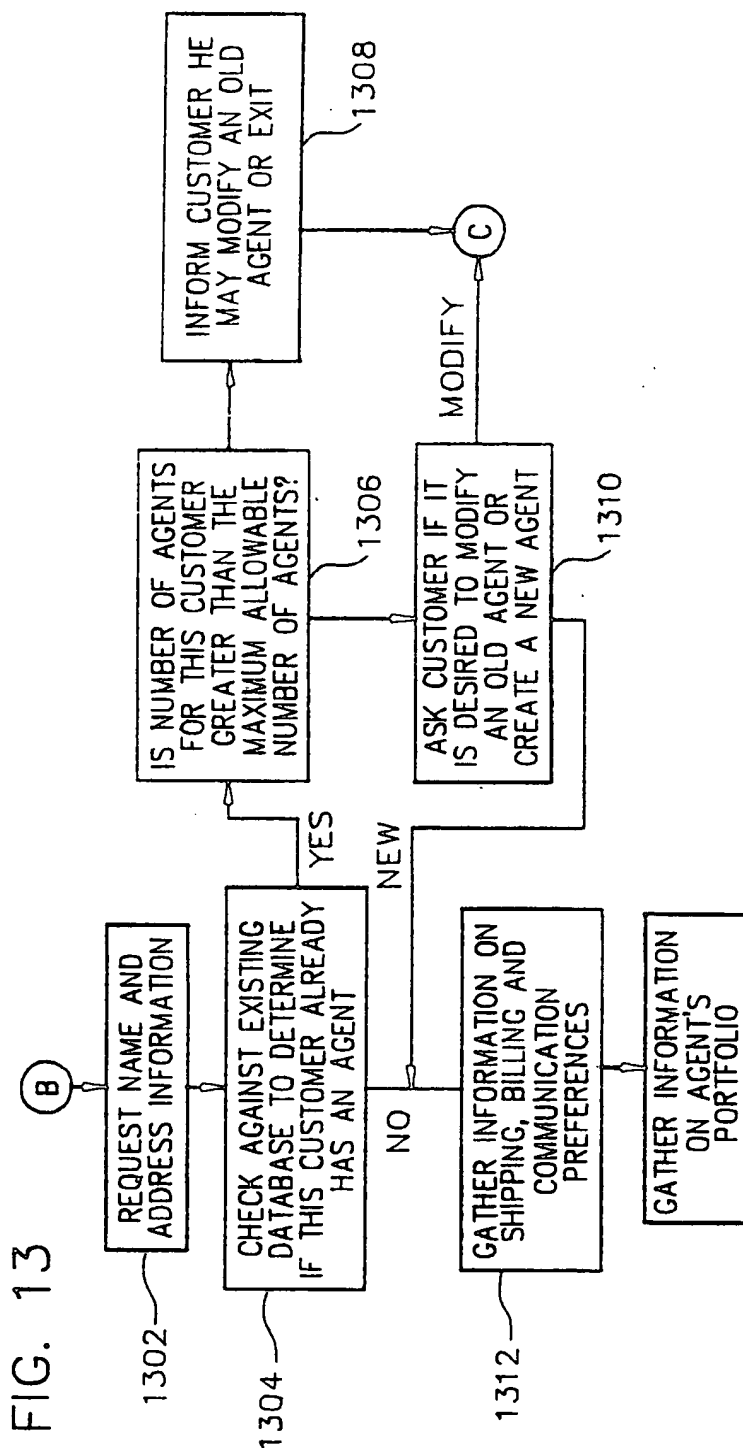 FIG. 13
B
REQUEST NAME AND
ADDRESS INFORMATION
1302
CHECK AGAINST EXISTING
DATABASE TO DETERMINE
IF THIS CUSTOMER ALREADY
HAS AN AGENT
1304
YES
NO
IS NUMBER OF AGENTS
FOR THIS CUSTOMER
GREATER THAN THE
MAXIMUM ALLOWABLE
NUMBER OF AGENTS?
1306
INFORM CUSTOMER HE
MAY MODIFY AN OLD
AGENT OR EXIT
1308
ASK CUSTOMER IF IT
IS DESIRED TO MODIFY
AN OLD AGENT OR
CREATE A NEW AGENT
1310
MODIFY
C
NEW
GATHER INFORMATION ON
SHIPPING, BILLING AND
COMMUNICATION
PREFERENCES
1312
GATHER INFORMATION
ON AGENT'S
PORTFOLIO